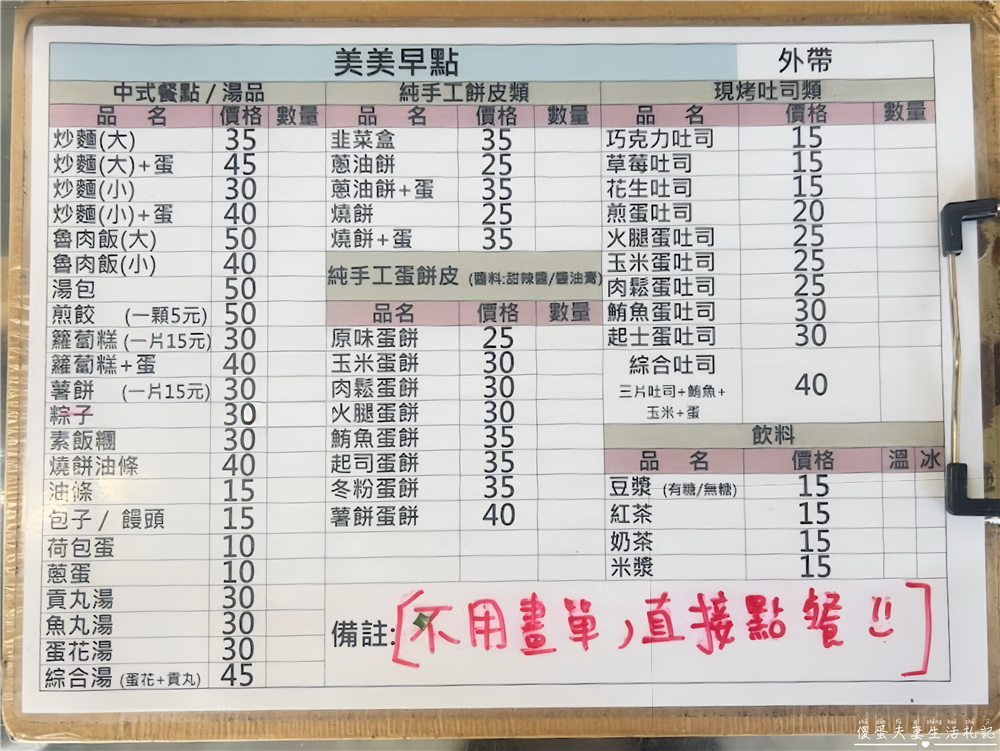 美美早點 外帶
中式餐點 / 湯品
品 名 價格 數量
炒麵(大) 35
炒麵(大)+蛋 45
炒麵(小) 30
炒麵(小)+蛋 40
魯肉飯(大) 50
魯肉飯(小) 40
湯包 50
煎餃 (一顆5元) 50
籮蔔糕 (一片15元) 30
籮蔔糕+蛋 40
薯餅 (一片15元) 30
粽子 30
素飯糰 30
燒餅油條 40
油條 15
包子 / 饅頭 15
荷包蛋 10
蔥蛋 10
貢丸湯 30
魚丸湯 30
蛋花湯 30
綜合湯 (蛋花+貢丸) 45
純手工餅皮類
品 名 價格 數量
韭菜盒 35
蔥油餅 25
蔥油餅+蛋 35
燒餅 25
燒餅+蛋 35
純手工蛋餅皮 (醬料:甜辣醬/醬油膏)
品名 價格 數量
原味蛋餅 25
玉米蛋餅 30
肉鬆蛋餅 30
火腿蛋餅 30
鮪魚蛋餅 35
起司蛋餅 35
冬粉蛋餅 35
薯餅蛋餅 40
現烤吐司類
品 名 價格 數量
巧克力吐司 15
草莓吐司 15
花生吐司 15
煎蛋吐司 20
火腿蛋吐司 25
玉米蛋吐司 25
肉鬆蛋吐司 25
鮪魚蛋吐司 30
起士蛋吐司 30
綜合吐司 40
三片吐司+鮪魚+
玉米+蛋
飲料
品 名 價格 溫 冰
豆漿 (有糖/無糖) 15
紅茶 15
奶茶 15
米漿 15
備註: [不用畫單,直接點餐!!]
傻蛋夫妻生活札記